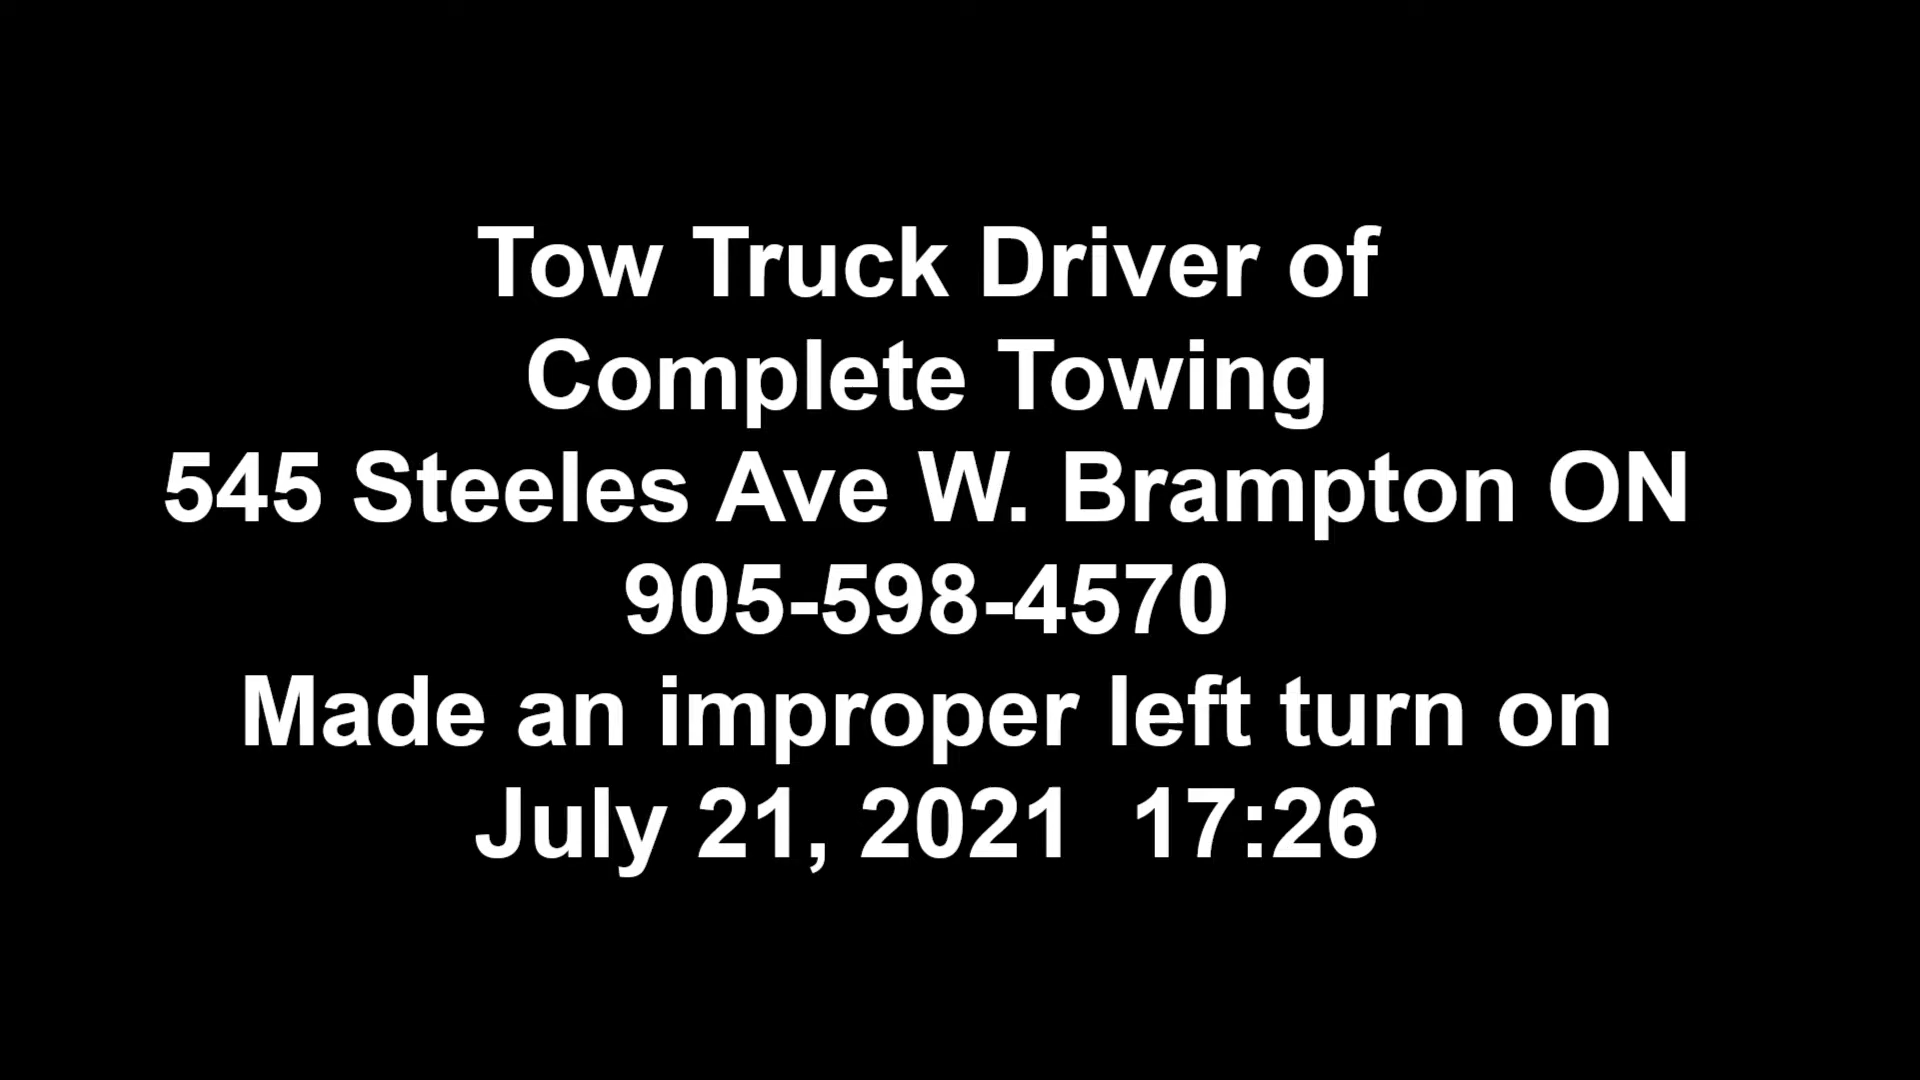 Tow Truck Driver of
Complete Towing
545 Steeles Ave W. Brampton ON
905-598-4570
Made an improper left turn on
July 21, 2021  17:26